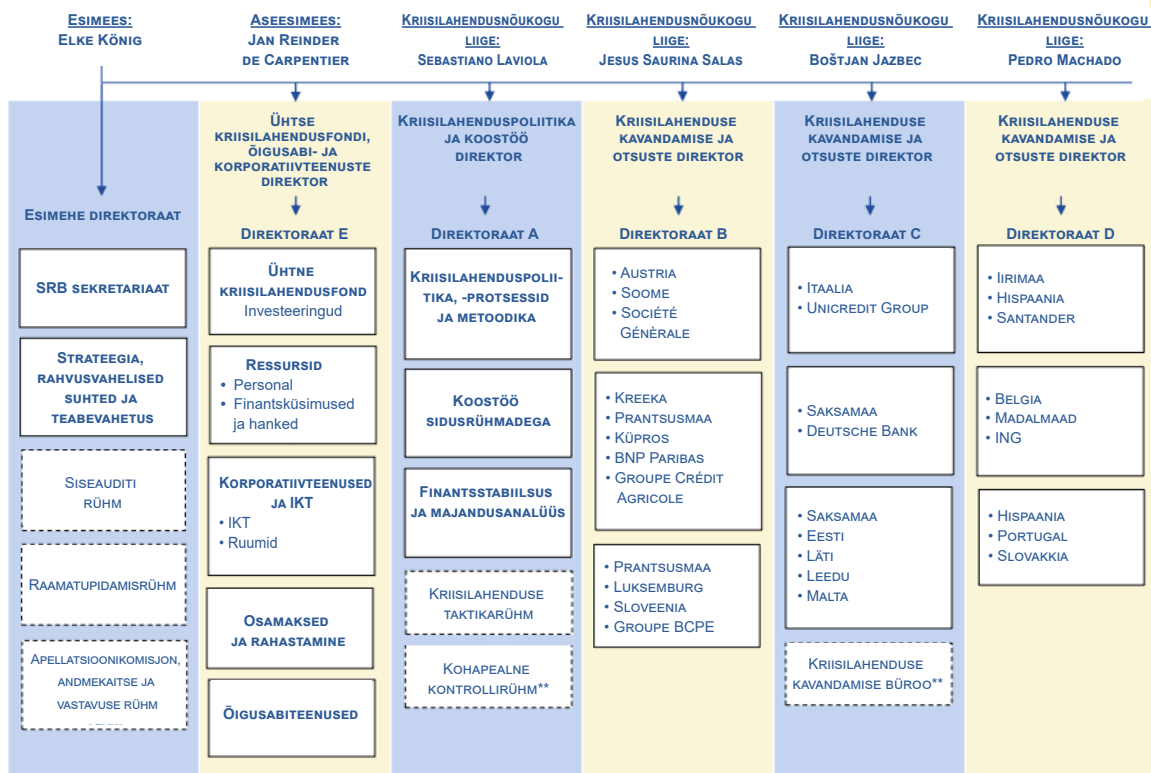 ESIMEES:
ELKE KÖNIG
ASEESIMEES:
JAN REINDER
DE CARPENTIER
KRIISILAHENDUSNÕUKOGU
LIIGE:
SEBASTIANO LAVIOLA
KRIISILAHENDUSNÕUKOGU
LIIGE:
JESUS SAURINA SALAS
KRIISILAHENDUSNÕUKOGU
LIIGE:
BOŠTJAN JAZBEC
KRIISILAHENDUSNÕUKOGU
LIIGE:
PEDRO MACHADO
ESIMEHE DIREKTORAAT
SRB SEKRETARIAAT
STRATEEGIA,
RAHVUSVAHELISED
SUHTED JA
TEABEVAHETUS
SISEAUDITI
RÜHM
RAAMATUPIDAMISRÜHM
APELLATSIOONIKOMISJON,
ANDMEKAITSE JA
VASTAVUSE RÜHM
ÜHTSE
KRIISILAHENDUSFONDI,
ÕIGUSABI- JA
KORPORATIIVTEENUSTE
DIREKTOR
DIREKTORAAT E
ÜHTNE
KRIISILAHENDUSFOND
Investeeringud
RESSURSID
• Personal
• Finantsküsimused
ja hanked
KORPORATIIVTEENUSED
JA IKT
• IKT
• Ruumid
OSAMAKSED
JA RAHASTAMINE
ÕIGUSABITEENUSED
KRIISILAHENDUSPOLIITIKA
JA KOOSTÖÖ
DIREKTOR
DIREKTORAAT A
KRIISILAHENDUSPOLII-
TIKA, -PROTSESSID
JA METOODIKA
KOOSTÖÖ
SIDUSRÜHMADEGA
FINANTSSTABIILSUS
JA MAJANDUSANALÜÜS
KRIISILAHENDUSE
TAKTIKARÜHM
KOHAPEALNE
KONTROLLIRÜHM**
KRIISILAHENDUSE
KAVANDAMISE JA
OTSUSTE DIREKTOR
DIREKTORAAT B
• AUSTRIA
• SOOME
• SOCIÉTÉ
GÉNÈRALE
• KREEKA
• PRANTSUSMAA
• KÜPROS
• BNP PARIBAS
• GROUPE CRÉDIT
AGRICOLE
• PRANTSUSMAA
• LUKSEMBURG
• SLOVEENIA
• GROUPE BCPE
KRIISILAHENDUSE
KAVANDAMISE JA
OTSUSTE DIREKTOR
DIREKTORAAT C
• ITAALIA
• UNICREDIT GROUP
• SAKSAMAA
• DEUTSCHE BANK
• SAKSAMAA
• EESTI
• LÄTI
• LEEDU
• MALTA
KRIISILAHENDUSE
KAVANDAMISE BÜROO**
KRIISILAHENDUSE
KAVANDAMISE JA
OTSUSTE DIREKTOR
DIREKTORAAT D
• IIRIMAA
• HISPAANIA
• SANTANDER
• BELGIA
• MADALMAAD
• ING
• HISPAANIA
• PORTUGAL
• SLOVAKKIA